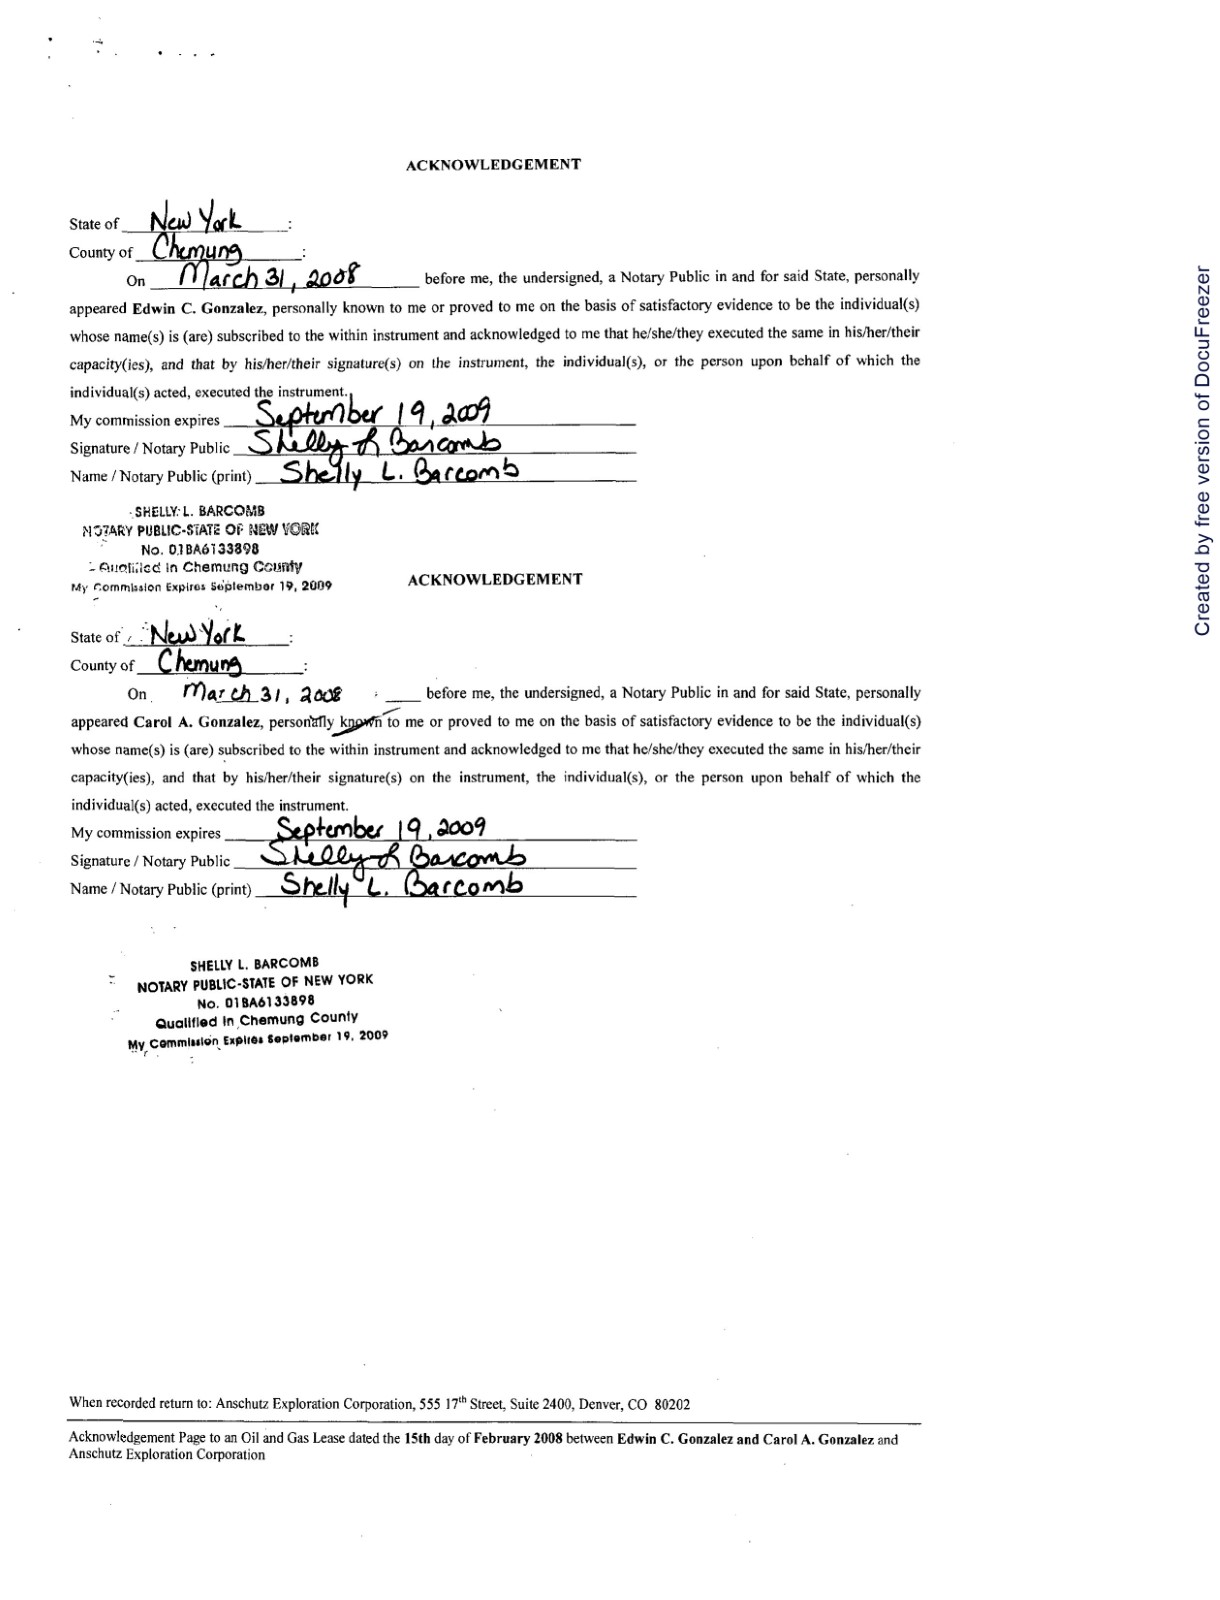 ACKNOWLEDGEMENT
State of New York :
County of Chemung :
On March 31, 2008 before me, the undersigned, a Notary Public in and for said State, personally
appeared Edwin C. Gonzalez, personally known to me or proved to me on the basis of satisfactory evidence to be the individual(s)
whose name(s) is (are) subscribed to the within instrument and acknowledged to me that he/she/they executed the same in his/her/their
capacity(ies), and that by his/her/their signature(s) on the instrument, the individual(s), or the person upon behalf of which the
individual(s) acted, executed the instrument.
My commission expires September 19, 2009
Signature / Notary Public Shelly L Barcomb
Name / Notary Public (print) Shelly L. Barcomb
SHELLY L. BARCOMB
NOTARY PUBLIC-STATE OF NEW YORK
No. 01BA6133898
Qualified in Chemung County
My Commission Expires September 19, 2009
ACKNOWLEDGEMENT
State of New York :
County of Chemung :
On March 31, 2008 before me, the undersigned, a Notary Public in and for said State, personally
appeared Carol A. Gonzalez, personally known to me or proved to me on the basis of satisfactory evidence to be the individual(s)
whose name(s) is (are) subscribed to the within instrument and acknowledged to me that he/she/they executed the same in his/her/their
capacity(ies), and that by his/her/their signature(s) on the instrument, the individual(s), or the person upon behalf of which the
individual(s) acted, executed the instrument.
My commission expires September 19, 2009
Signature / Notary Public Shelly L Barcomb
Name / Notary Public (print) Shelly L. Barcomb
SHELLY L. BARCOMB
NOTARY PUBLIC-STATE OF NEW YORK
No. 01BA6133898
Qualified in Chemung County
My Commission Expires September 19, 2009
When recorded return to: Anschutz Exploration Corporation, 555 17th Street, Suite 2400, Denver, CO 80202
Acknowledgement Page to an Oil and Gas Lease dated the 15th day of February 2008 between Edwin C. Gonzalez and Carol A. Gonzalez and
Anschutz Exploration Corporation
Created by free version of DocuFreezer